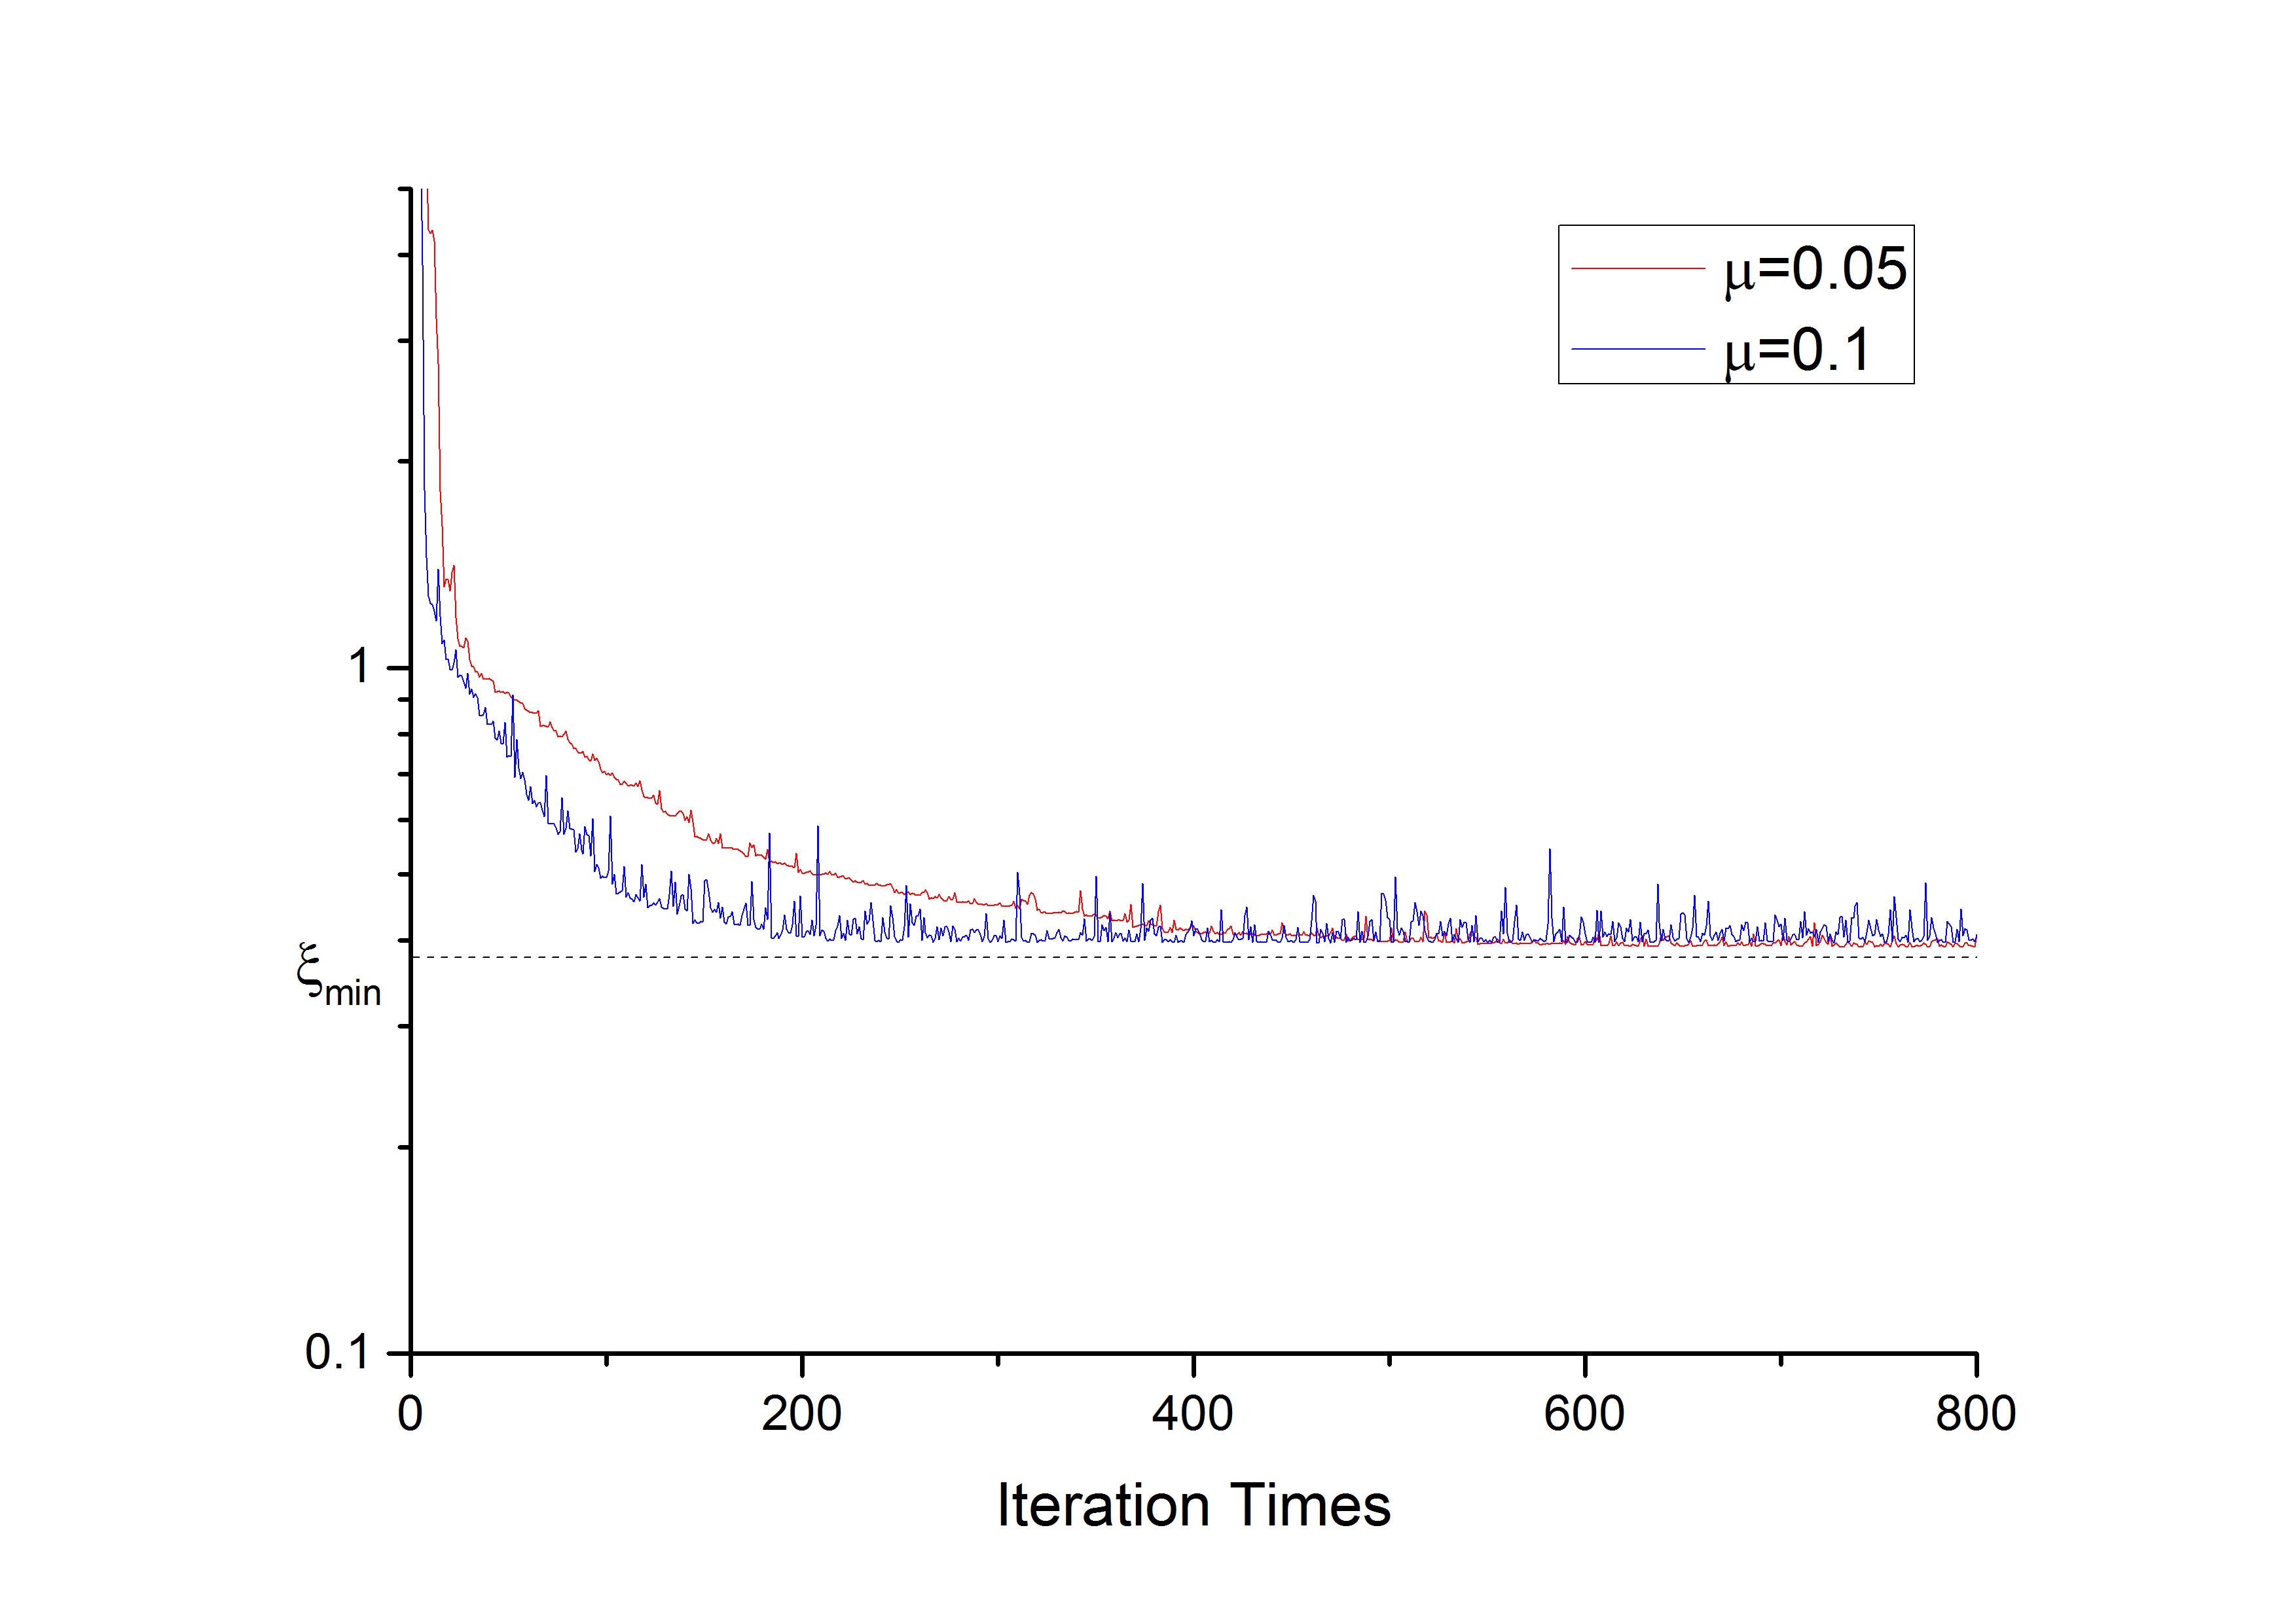 μ=0.05
μ=0.1
1
ξmin
0.1
0 200 400 600 800
Iteration Times